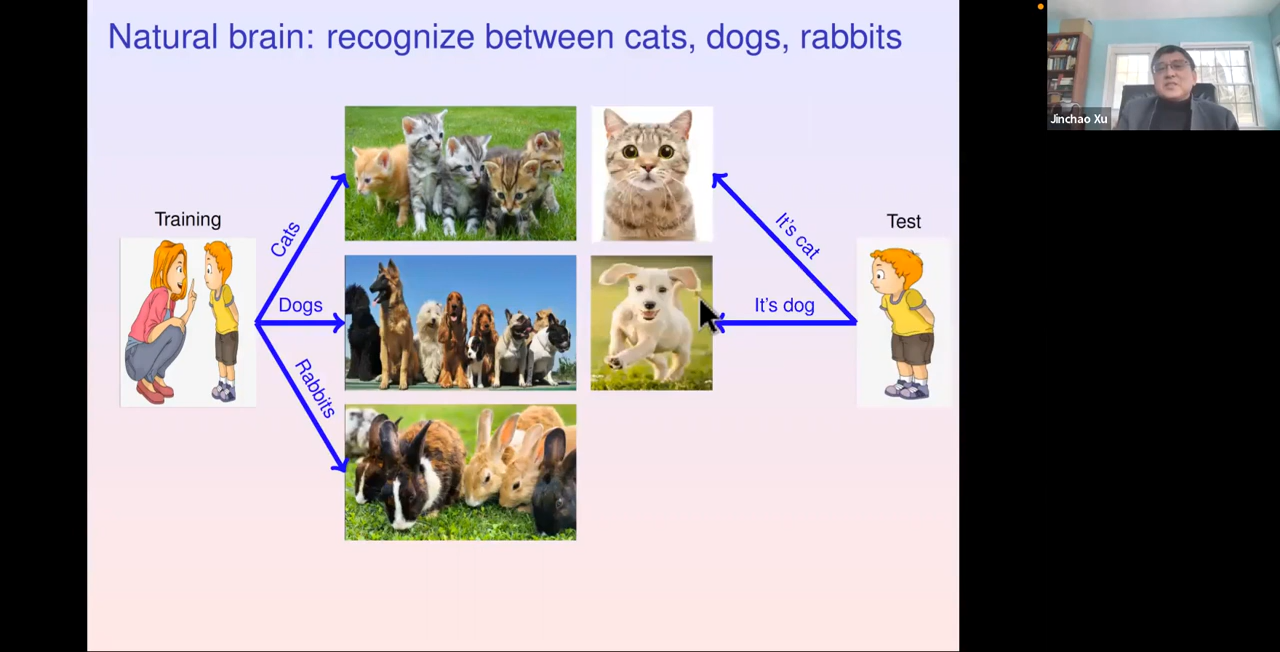 Natural brain: recognize between cats, dogs, rabbits
Jinchao Xu
Training
Cats
Dogs
Rabbits
It's cat
It's dog
Test